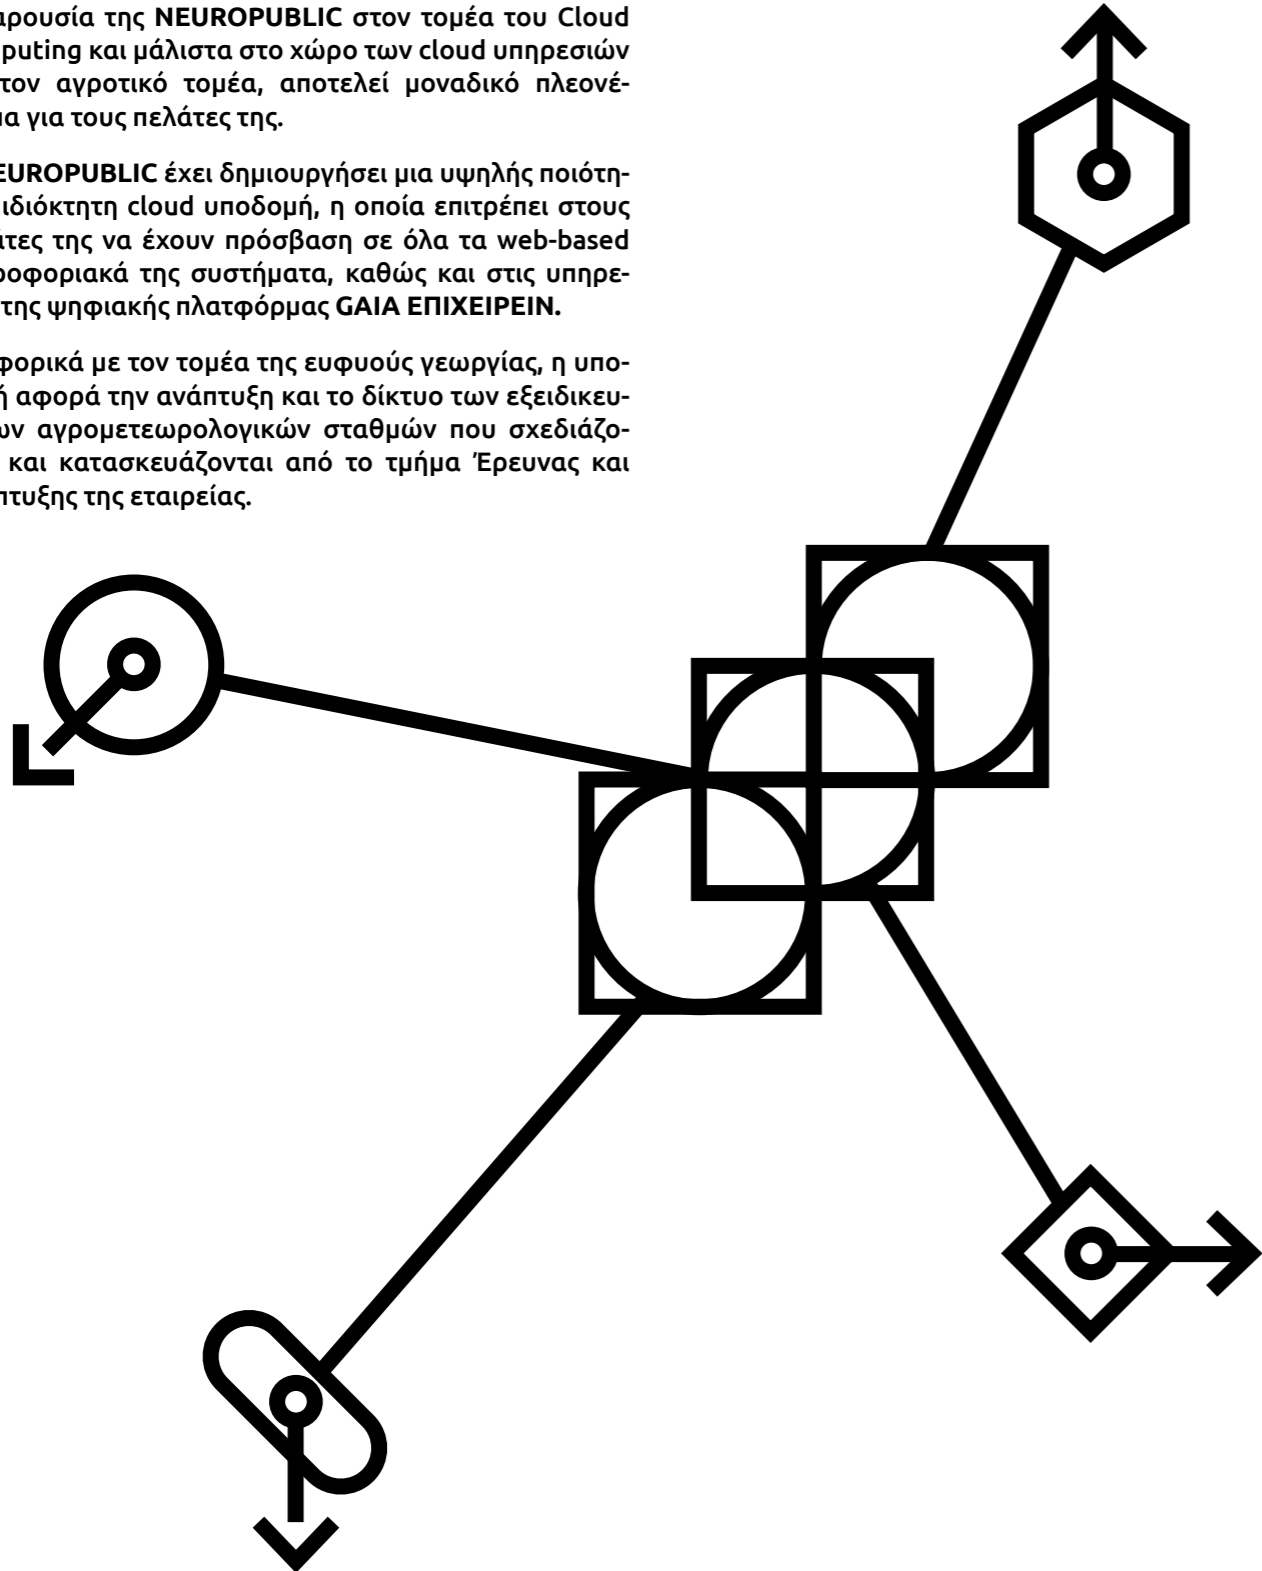 αρουσία της NEUROPUBLIC στον τομέα του Cloud
puting και μάλιστα στο χώρο των cloud υπηρεσιών
τον αγροτικό τομέα, αποτελεί μοναδικό πλεονέ-
μα για τους πελάτες της.
EUROPUBLIC έχει δημιουργήσει μια υψηλής ποιότη-
ιδιόκτητη cloud υποδομή, η οποία επιτρέπει στους
άτες της να έχουν πρόσβαση σε όλα τα web-based
ροφοριακά της συστήματα, καθώς και στις υπηρε-
της ψηφιακής πλατφόρμας GAIA ΕΠΙΧΕΙΡΕΙΝ.
φορικά με τον τομέα της ευφυούς γεωργίας, η υπο-
ή αφορά την ανάπτυξη και το δίκτυο των εξειδικευ-
ων αγρομετεωρολογικών σταθμών που σχεδιάζο-
και κατασκευάζονται από το τμήμα Έρευνας και
πτυξης της εταιρείας.